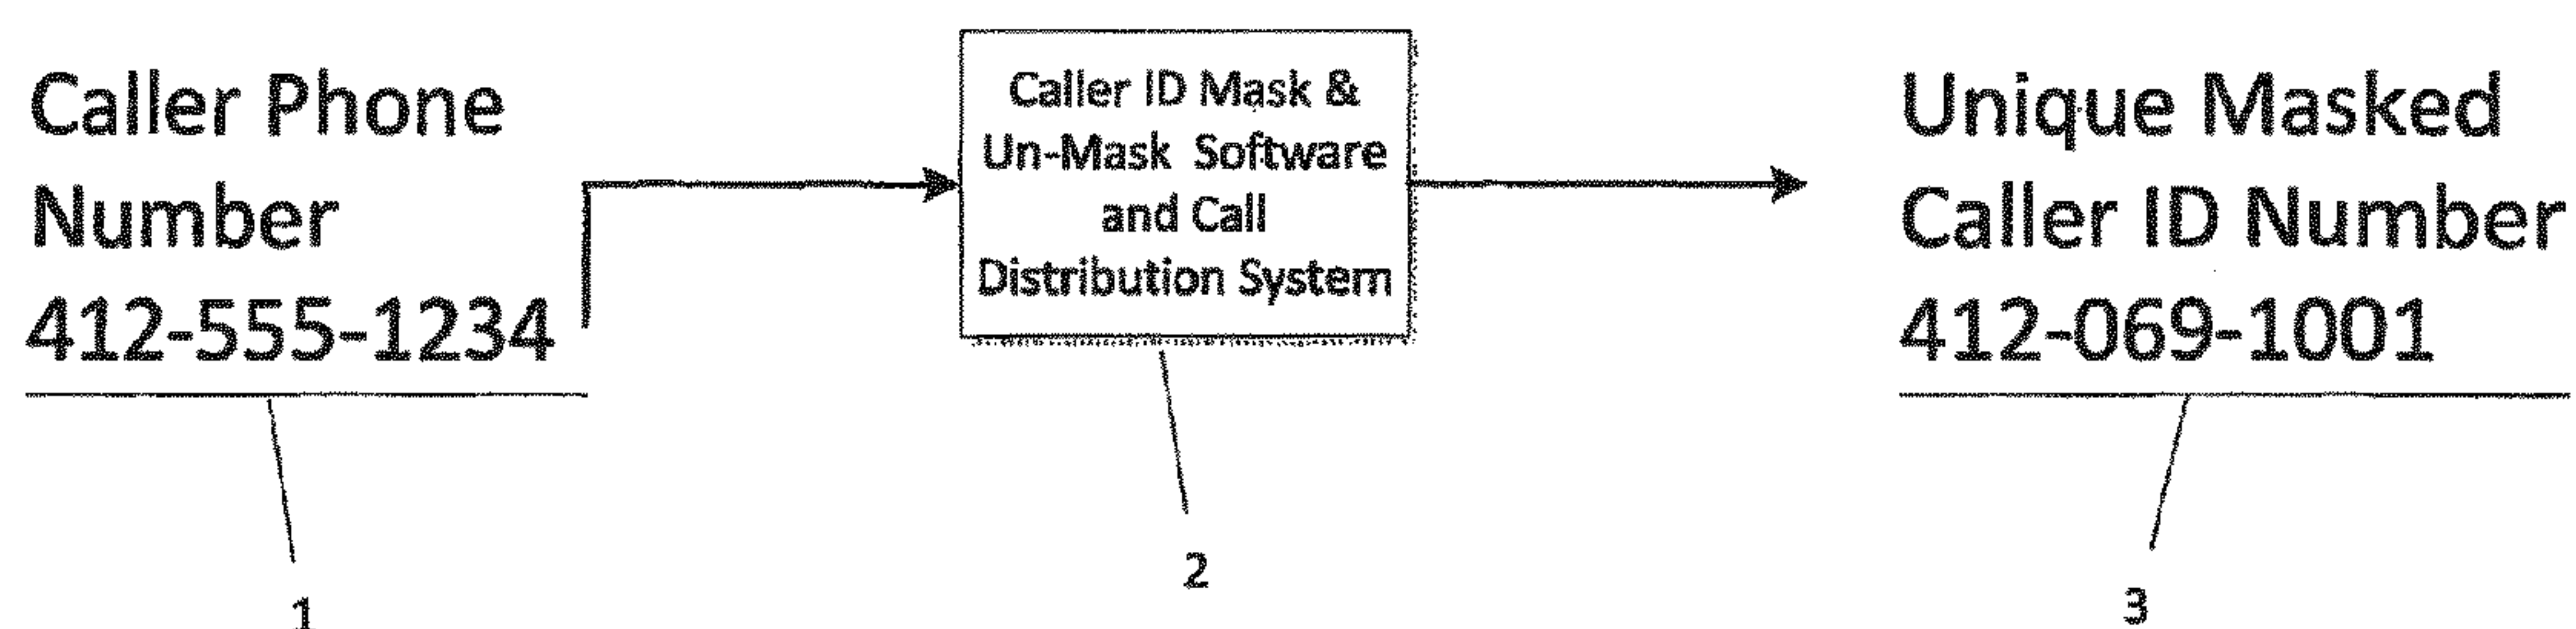 Caller Phone
Number
412-555-1234
1
Caller ID Mask &
Un-Mask Software
and Call
Distribution System
2
Unique Masked
Caller ID Number
412-069-1001
3